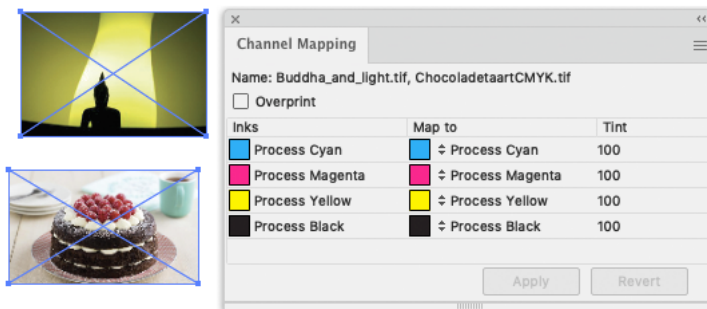 Channel Mapping
Name: Buddha_and_light.tif, ChocoladetaartCMYK.tif
Overprint
Inks Map to Tint
Process Cyan Process Cyan 100
Process Magenta Process Magenta 100
Process Yellow Process Yellow 100
Process Black Process Black 100
Apply Revert